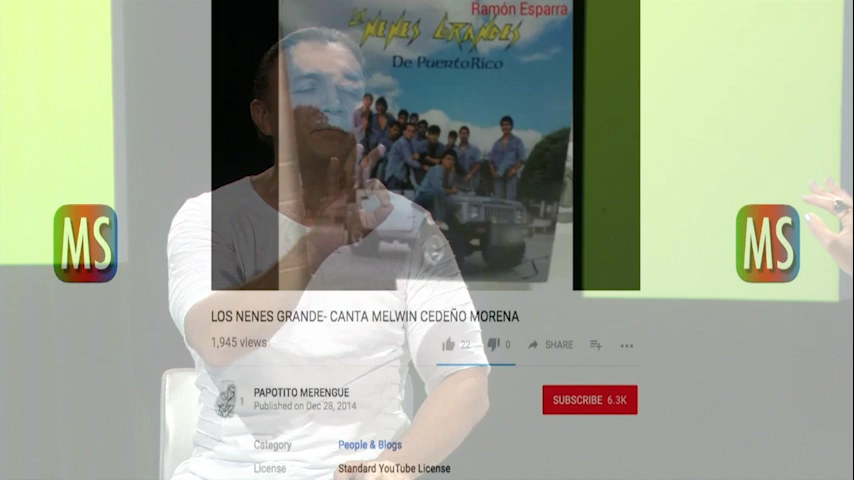 Ramón Esparra
LOS NENES GRANDES
De Puerto Rico
MS
MS
LOS NENES GRANDE- CANTA MELWIN CEDEÑO MORENA
1,945 views
22
0
SHARE
PAPOTITO MERENGUE
Published on Dec 28, 2014
SUBSCRIBE 6.3K
Category
People & Blogs
License
Standard YouTube License